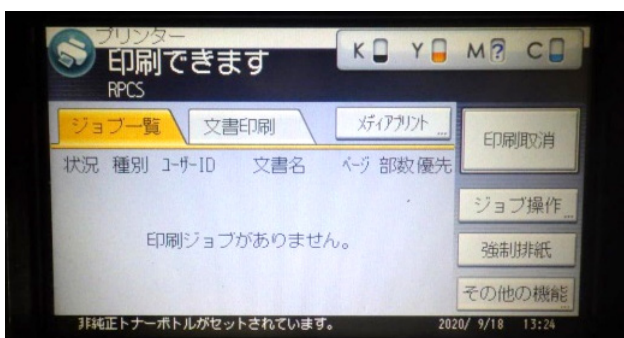 プリンター
印刷できます
RPCS
K Y M ? C
ジョブ一覧 文書印刷 メディアプリント ...
印刷取消
状況 種別 ユーザーID 文書名 ページ 部数 優先
ジョブ操作 ...
印刷ジョブがありません。
強制排紙
その他の機能 ...
非純正トナーボトルがセットされています。 2020/ 9/18 13:24